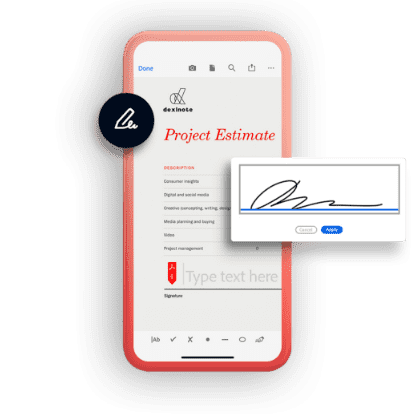 Done
dexinote
Project Estimate
DESCRIPTION
Consumer insights
Digital and social media
Creative concepting, writing, desig
Media planning and buying
Video
Project management
Type text here
Signature
Cancel
Apply
|Ab